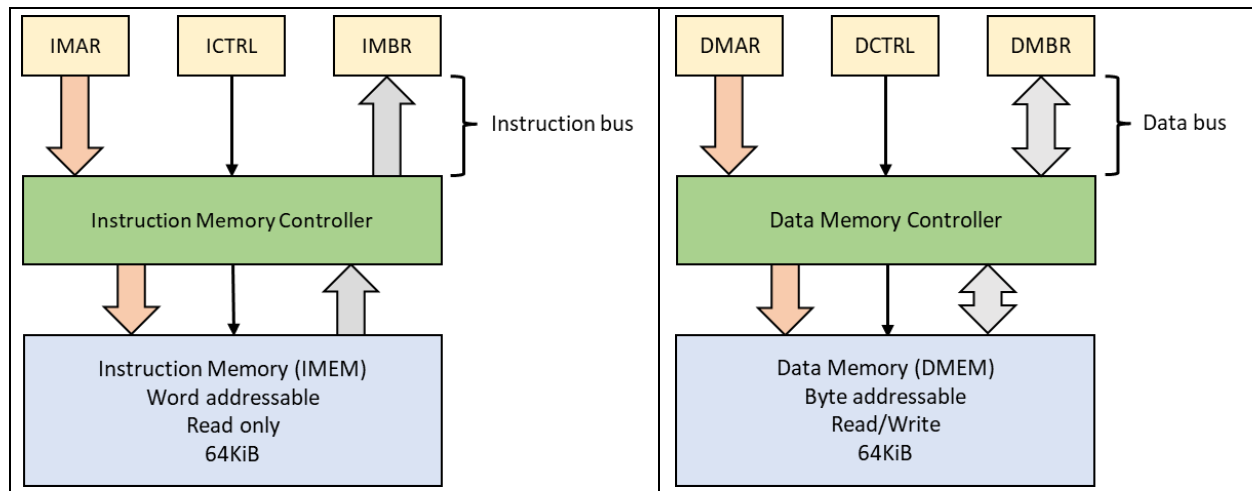 IMAR
ICTRL
IMBR
Instruction bus
Instruction Memory Controller
Instruction Memory (IMEM)
Word addressable
Read only
64KiB
DMAR
DCTRL
DMBR
Data bus
Data Memory Controller
Data Memory (DMEM)
Byte addressable
Read/Write
64KiB